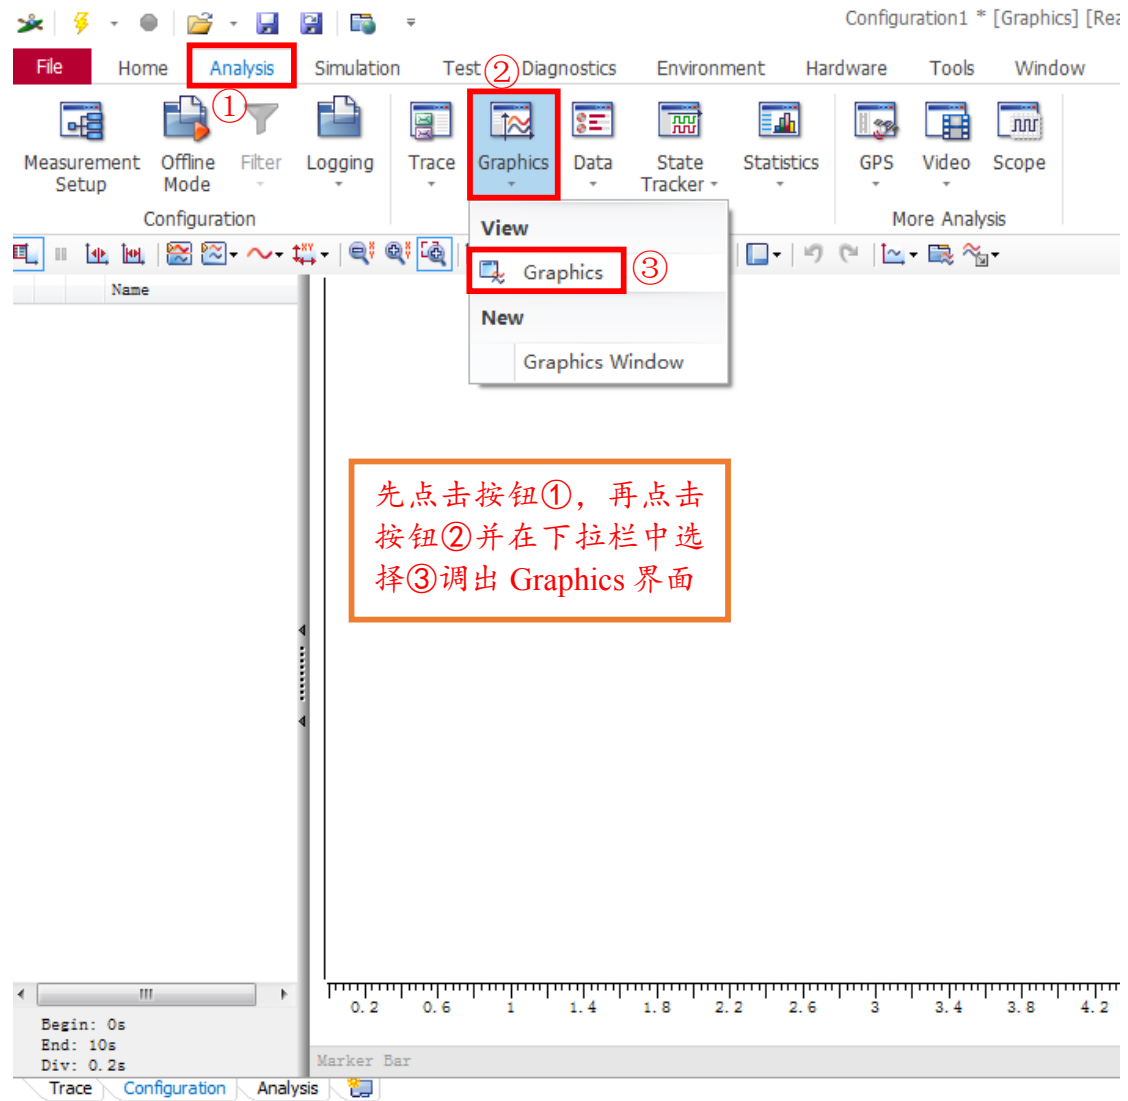 Configuration1 * [Graphics] [Rea
File Home Analysis Simulation Test ② Diagnostics Environment Hardware Tools Window
①
Measurement Setup Offline Mode Filter Logging Trace Graphics Data State Tracker Statistics GPS Video Scope
Configuration More Analysis
View
Graphics ③
New
Graphics Window
Name
先点击按钮①，再点击
按钮②并在下拉栏中选
择③调出 Graphics 界面
0.2 0.6 1 1.4 1.8 2.2 2.6 3 3.4 3.8 4.2
Begin: 0s
End: 10s
Div: 0.2s
Marker Bar
Trace Configuration Analysis